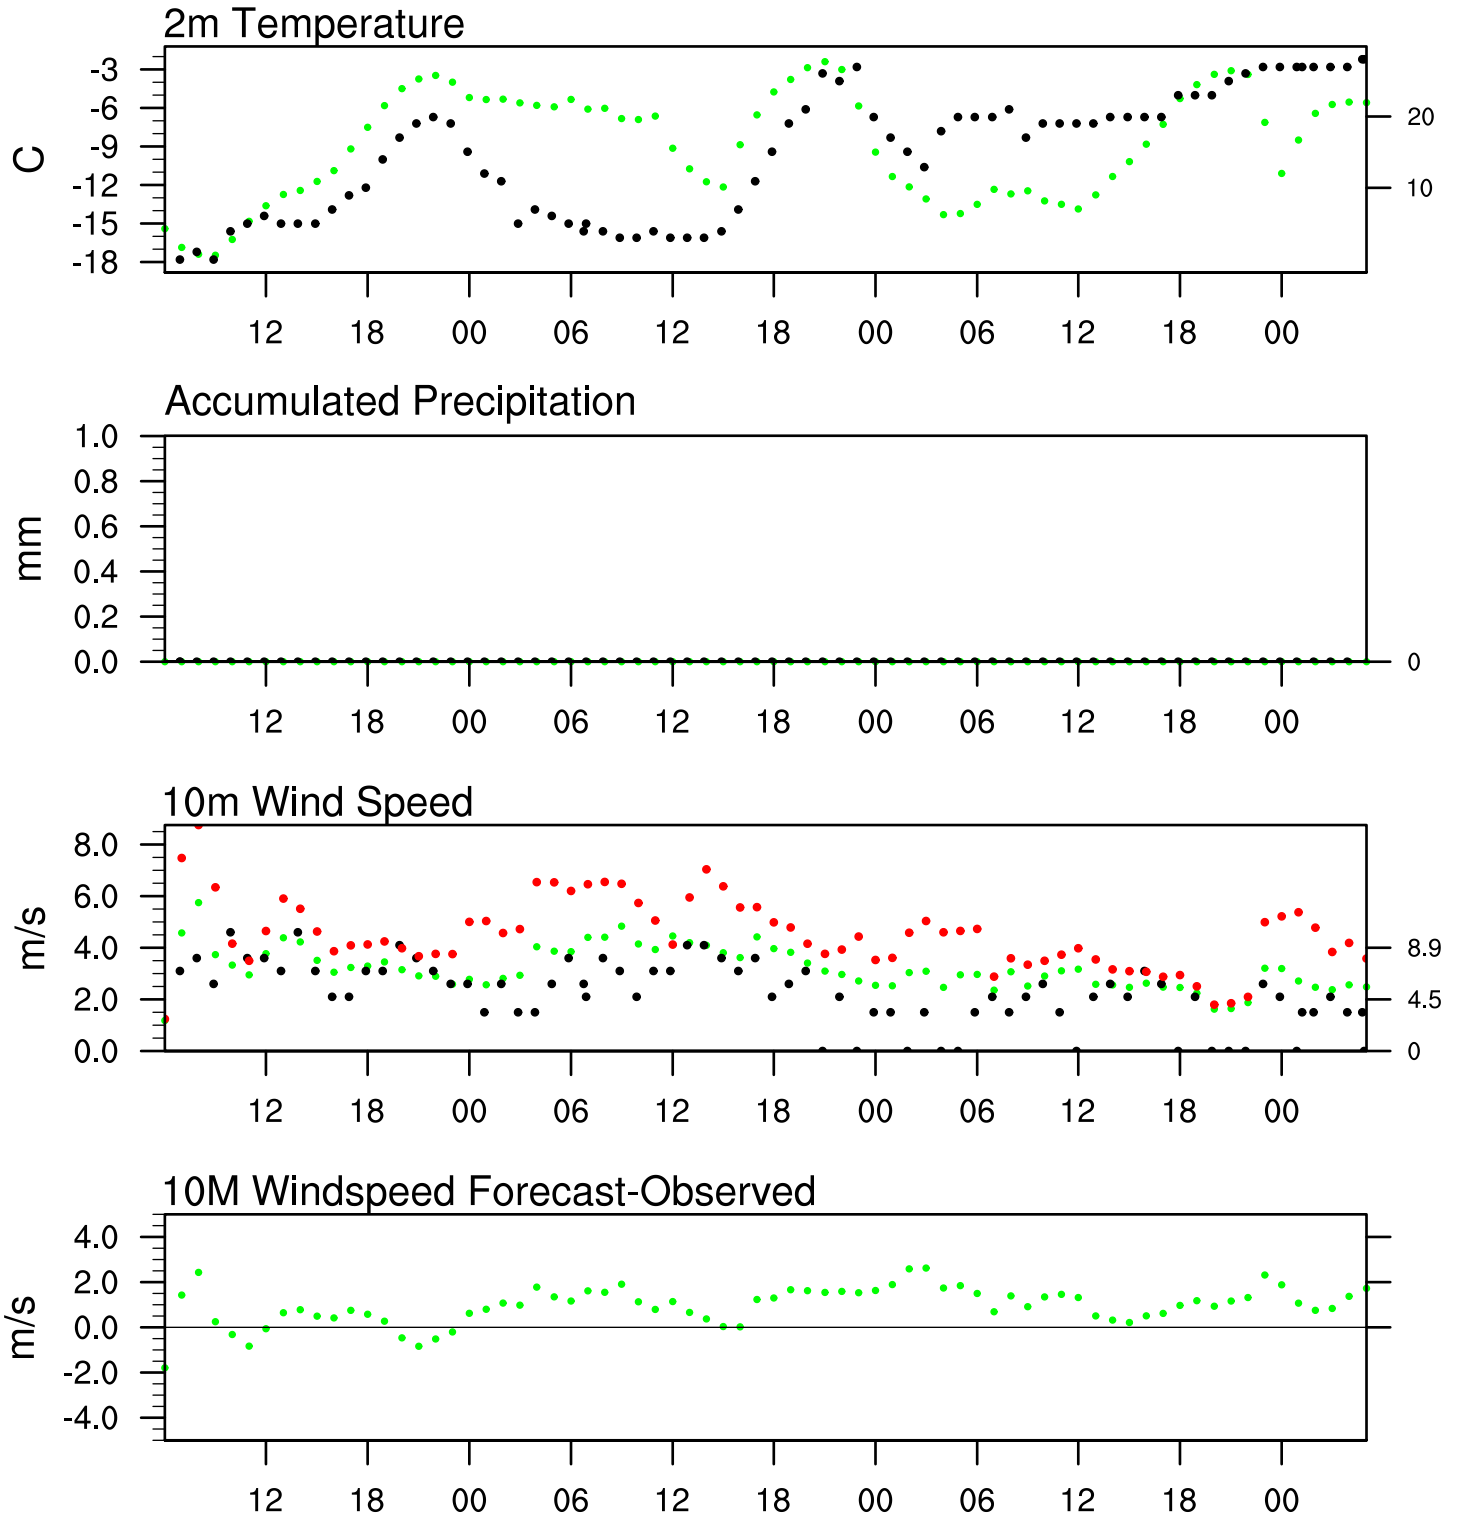 2m Temperature
-3
-6
-9
-12
-15
-18
C
20
10
12 18 00 06 12 18 00 06 12 18 00
Accumulated Precipitation
1.0
0.8
0.6
0.4
0.2
0.0
mm
0
12 18 00 06 12 18 00 06 12 18 00
10m Wind Speed
8.0
6.0
4.0
2.0
0.0
m/s
8.9
4.5
0
12 18 00 06 12 18 00 06 12 18 00
10M Windspeed Forecast-Observed
4.0
2.0
0.0
-2.0
-4.0
m/s
12 18 00 06 12 18 00 06 12 18 00